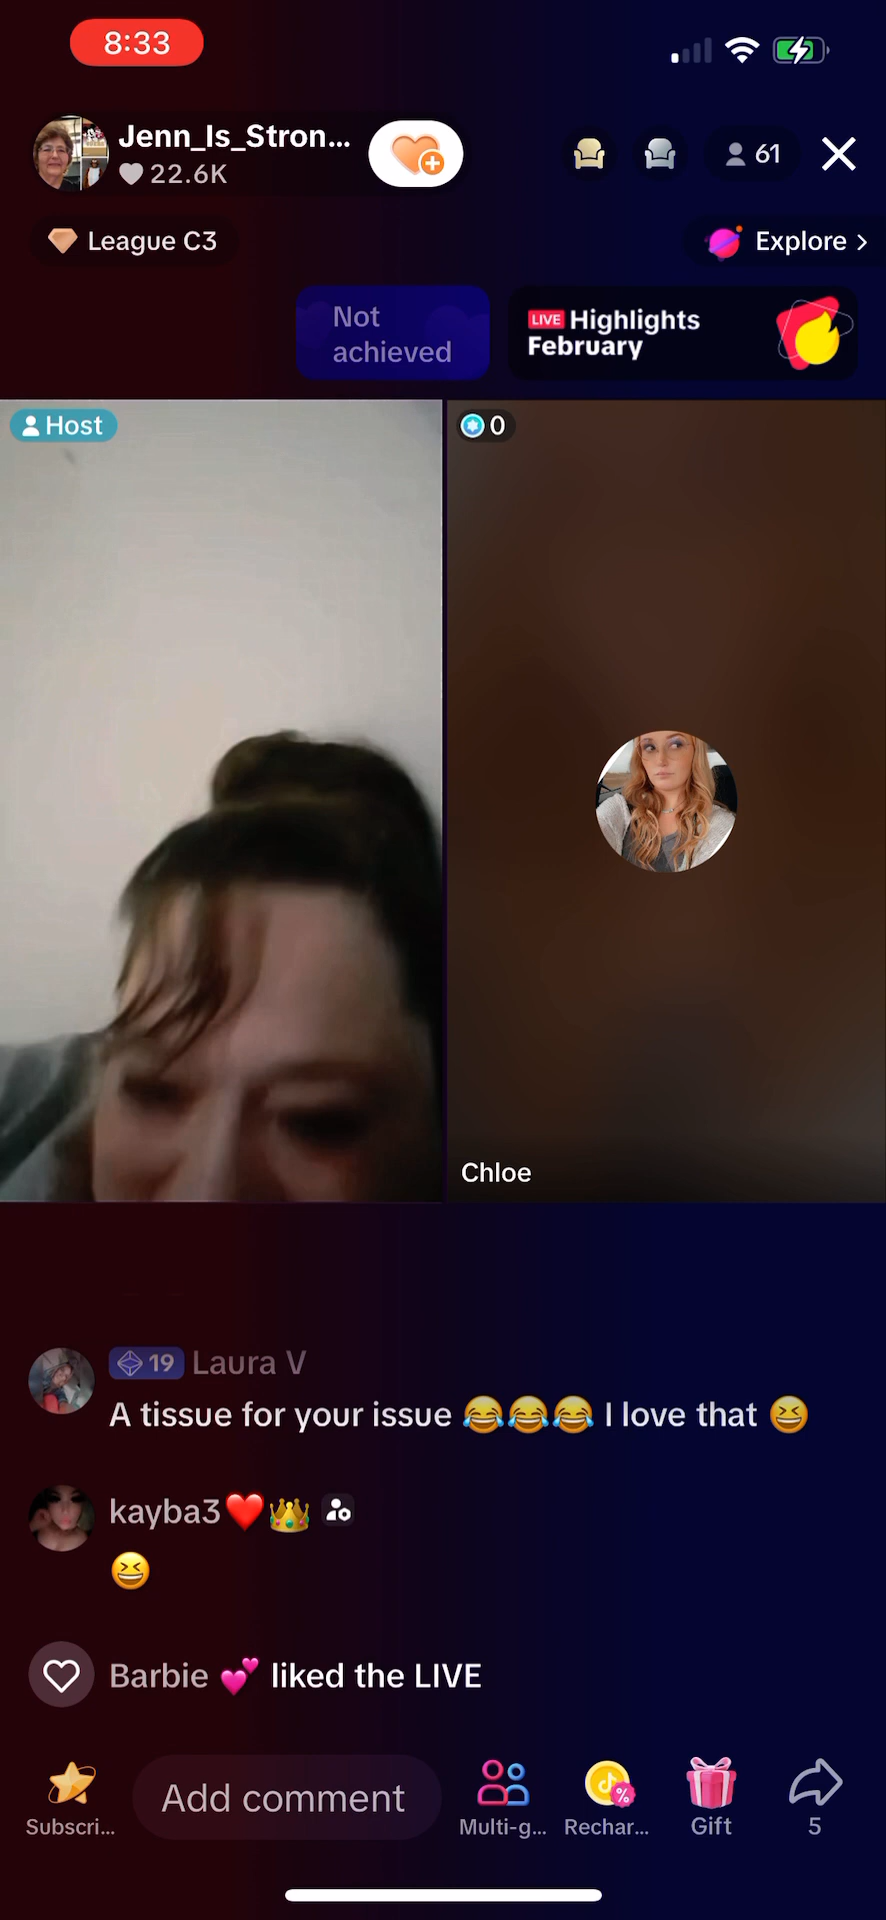 8:33
Jenn_Is_Stron...
22.6K
61
League C3
Explore >
Not
achieved
LIVE Highlights
February
Host
0
Chloe
19 Laura V
A tissue for your issue 😂😂😂 I love that 😆
kayba3❤️👑
😆
Barbie 💕 liked the LIVE
Add comment
Subscri...
Multi-g...
Rechar...
Gift
5